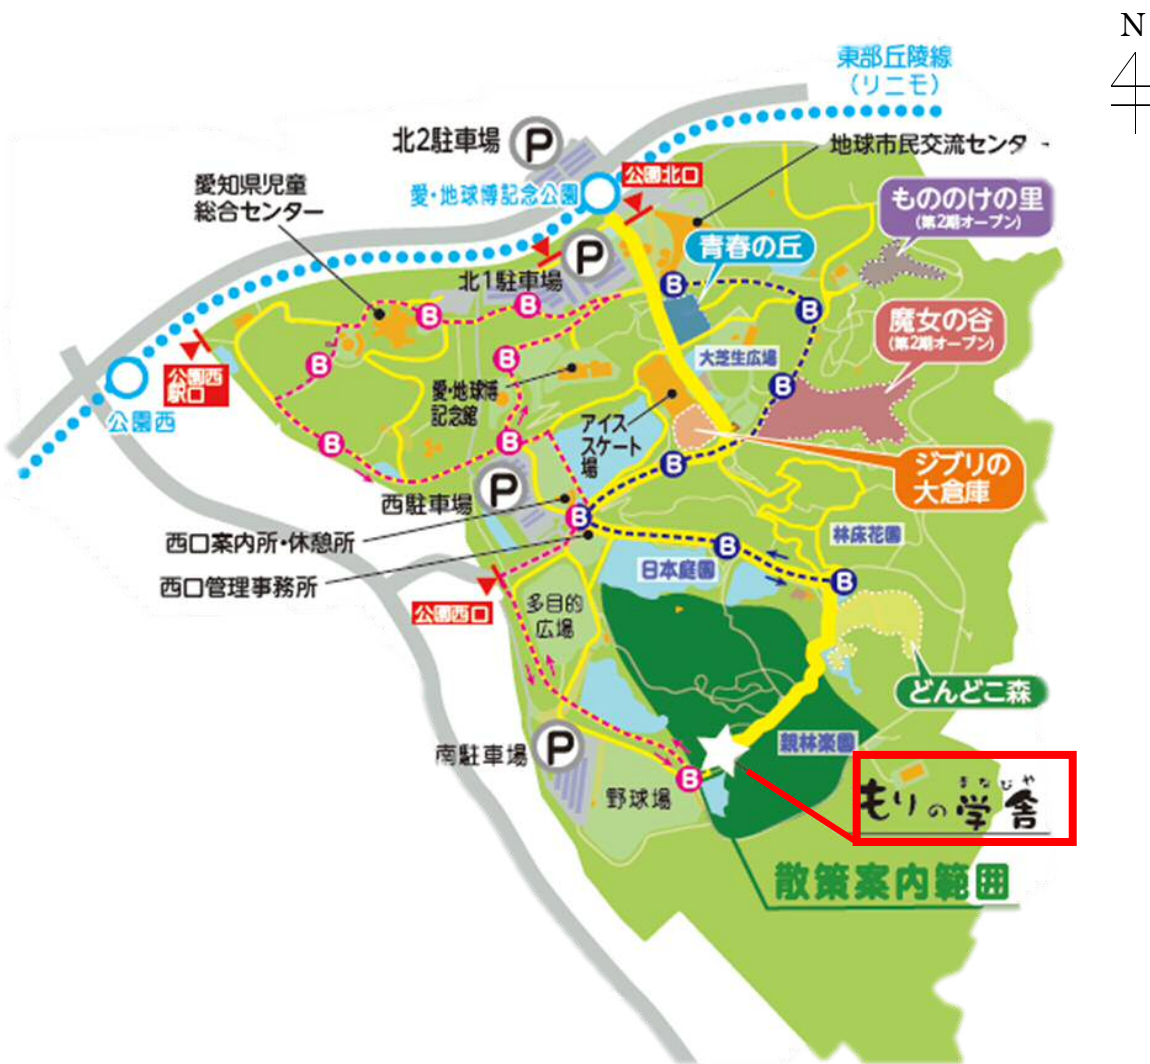 N
東部丘陵線
(リニモ)
北2駐車場
P
地球市民交流センタ -
公園北口
愛知県児童
総合センター
愛・地球博記念公園
もののけの里
(第2期オープン)
青春の丘
P
北1駐車場
B
B
B
B
B
魔女の谷
(第2期オープン)
大芝生広場
B
B
公園西
駅口
公園西
愛・地球博
記念館
B
アイス
スケート
場
B
B
B
ジブリの
大倉庫
P
西駐車場
B
西口案内所・休憩所
林床花園
B
日本庭園
B
西口管理事務所
公園西口
多目的
広場
どんどこ森
親林楽園
P
南駐車場
B
野球場
まなびや
もりの学舎
散策案内範囲